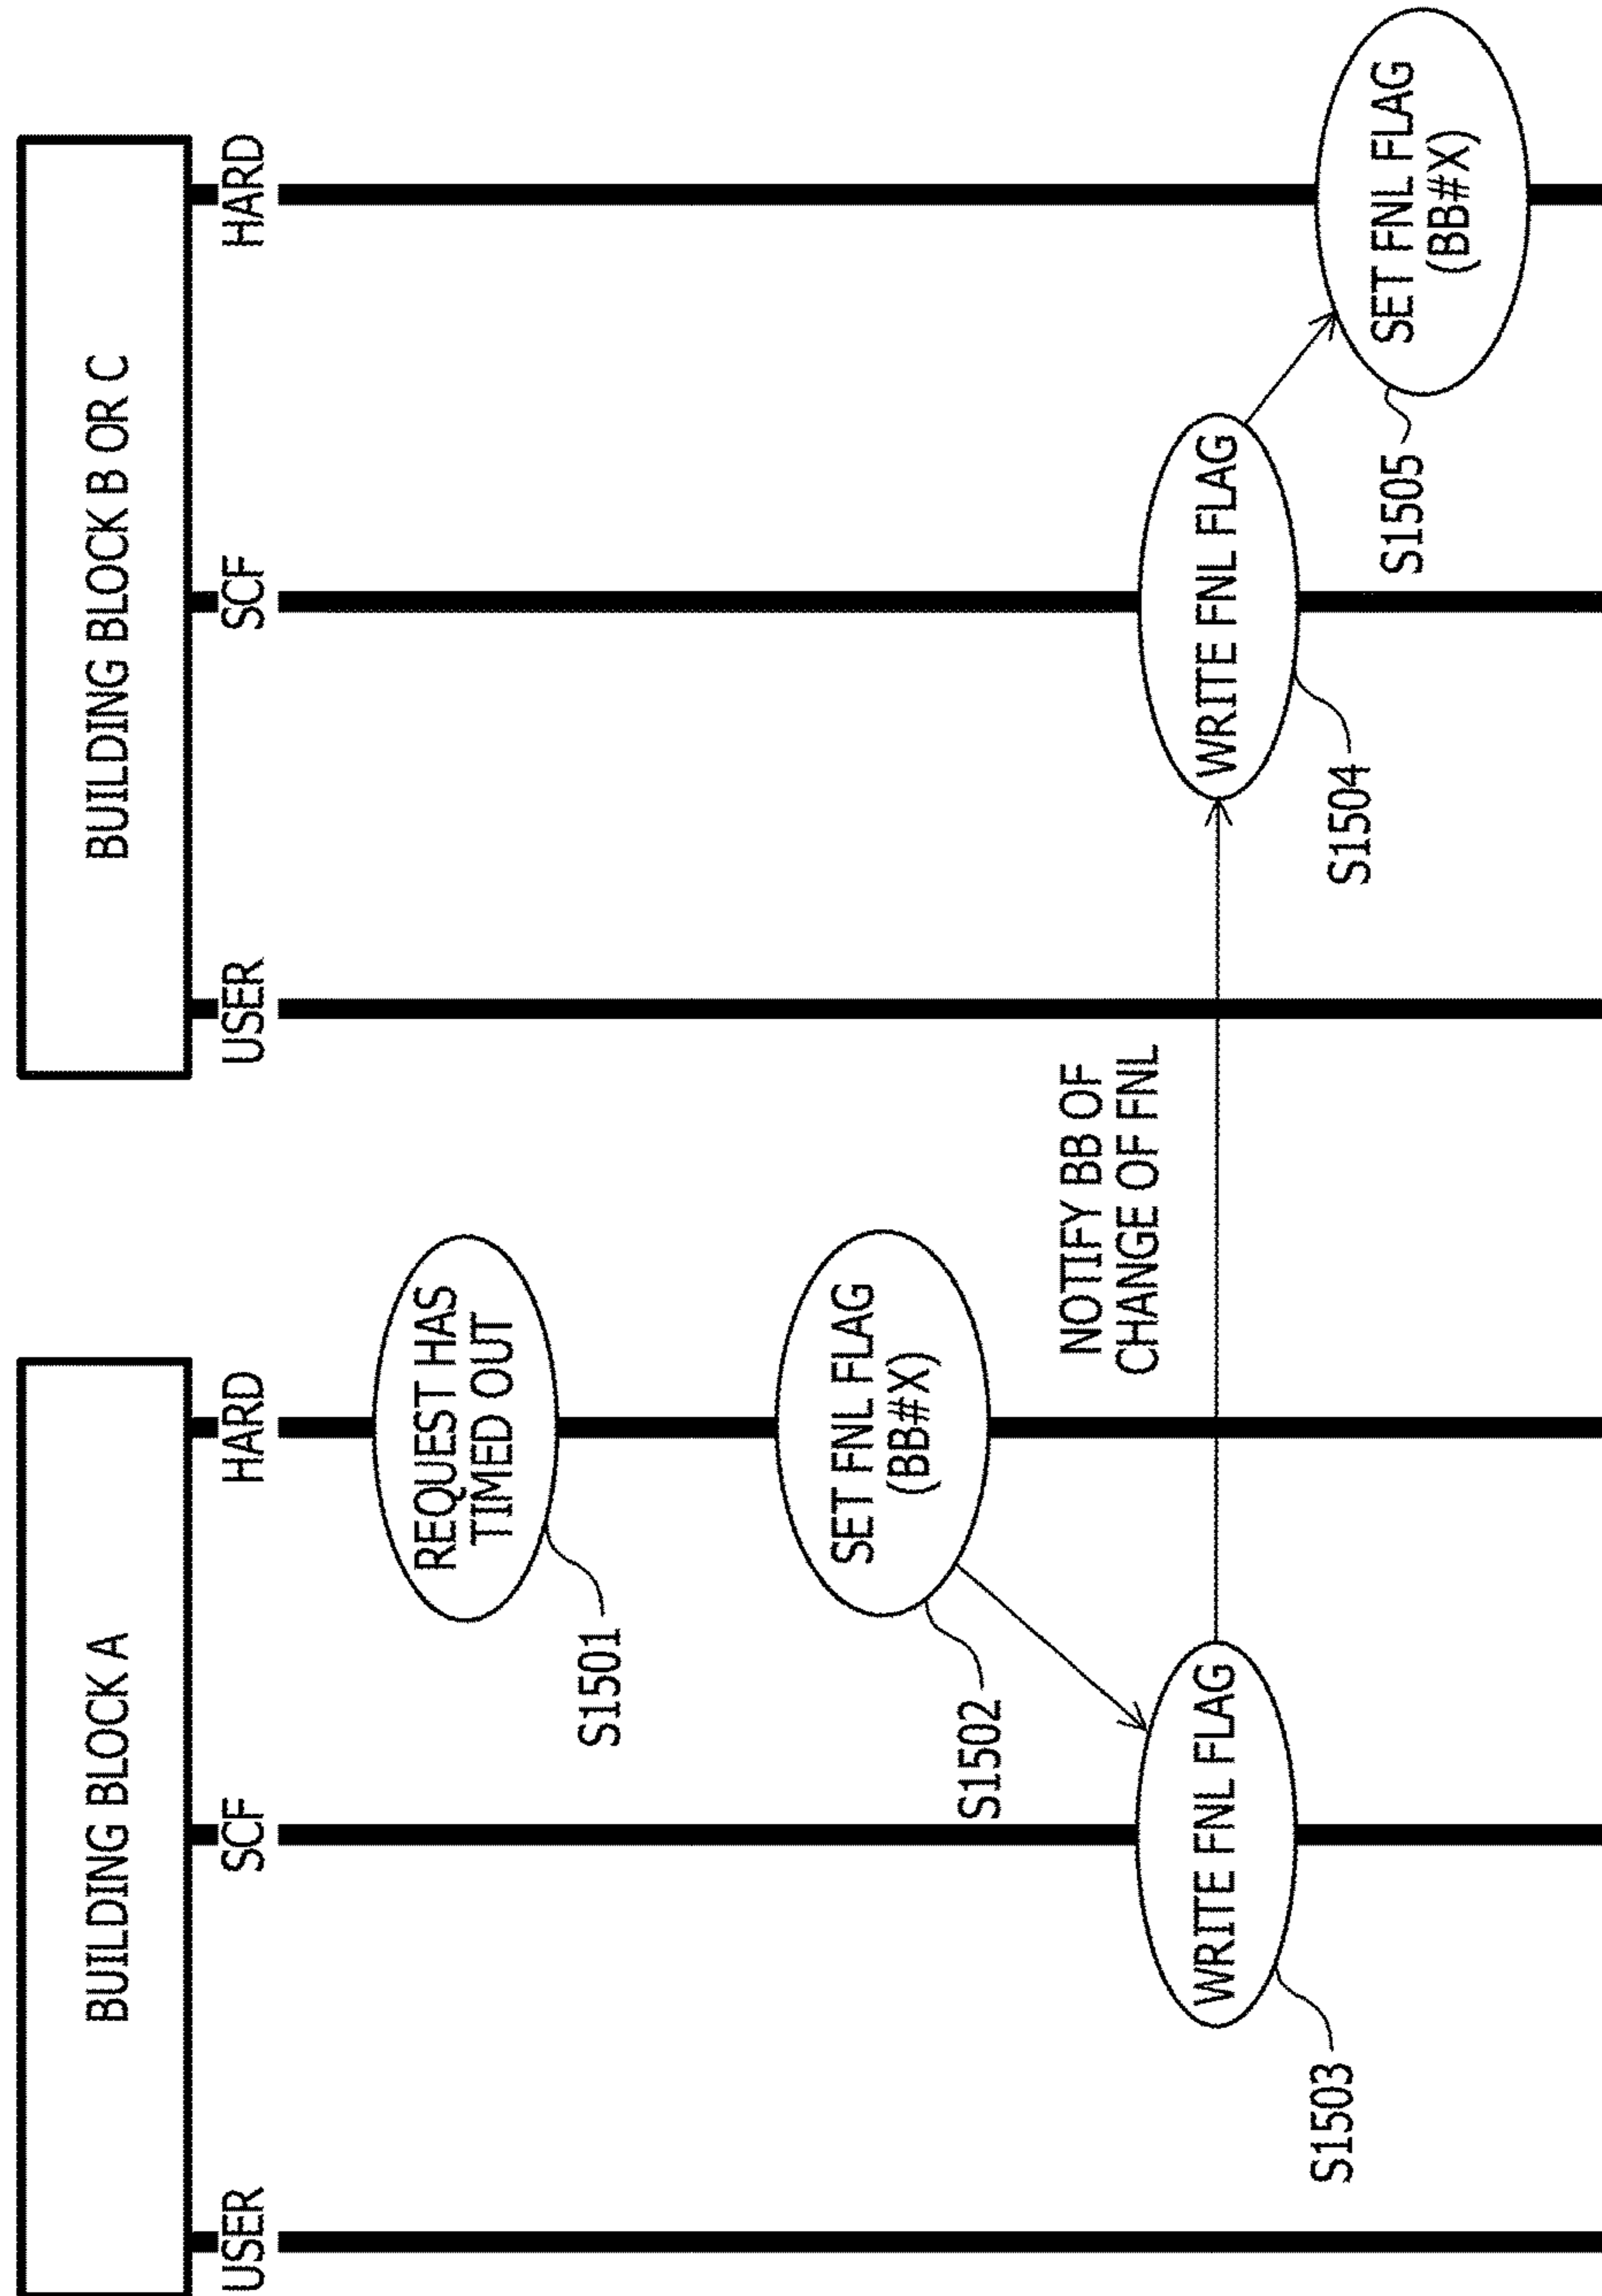 BUILDING BLOCK A
BUILDING BLOCK B OR C
USER
SCF
HARD
USER
SCF
HARD
REQUEST HAS
TIMED OUT
S1501
SET FNL FLAG
(BB#X)
S1502
NOTIFY BB OF
CHANGE OF FNL
WRITE FNL FLAG
S1503
WRITE FNL FLAG
S1504
SET FNL FLAG
(BB#X)
S1505